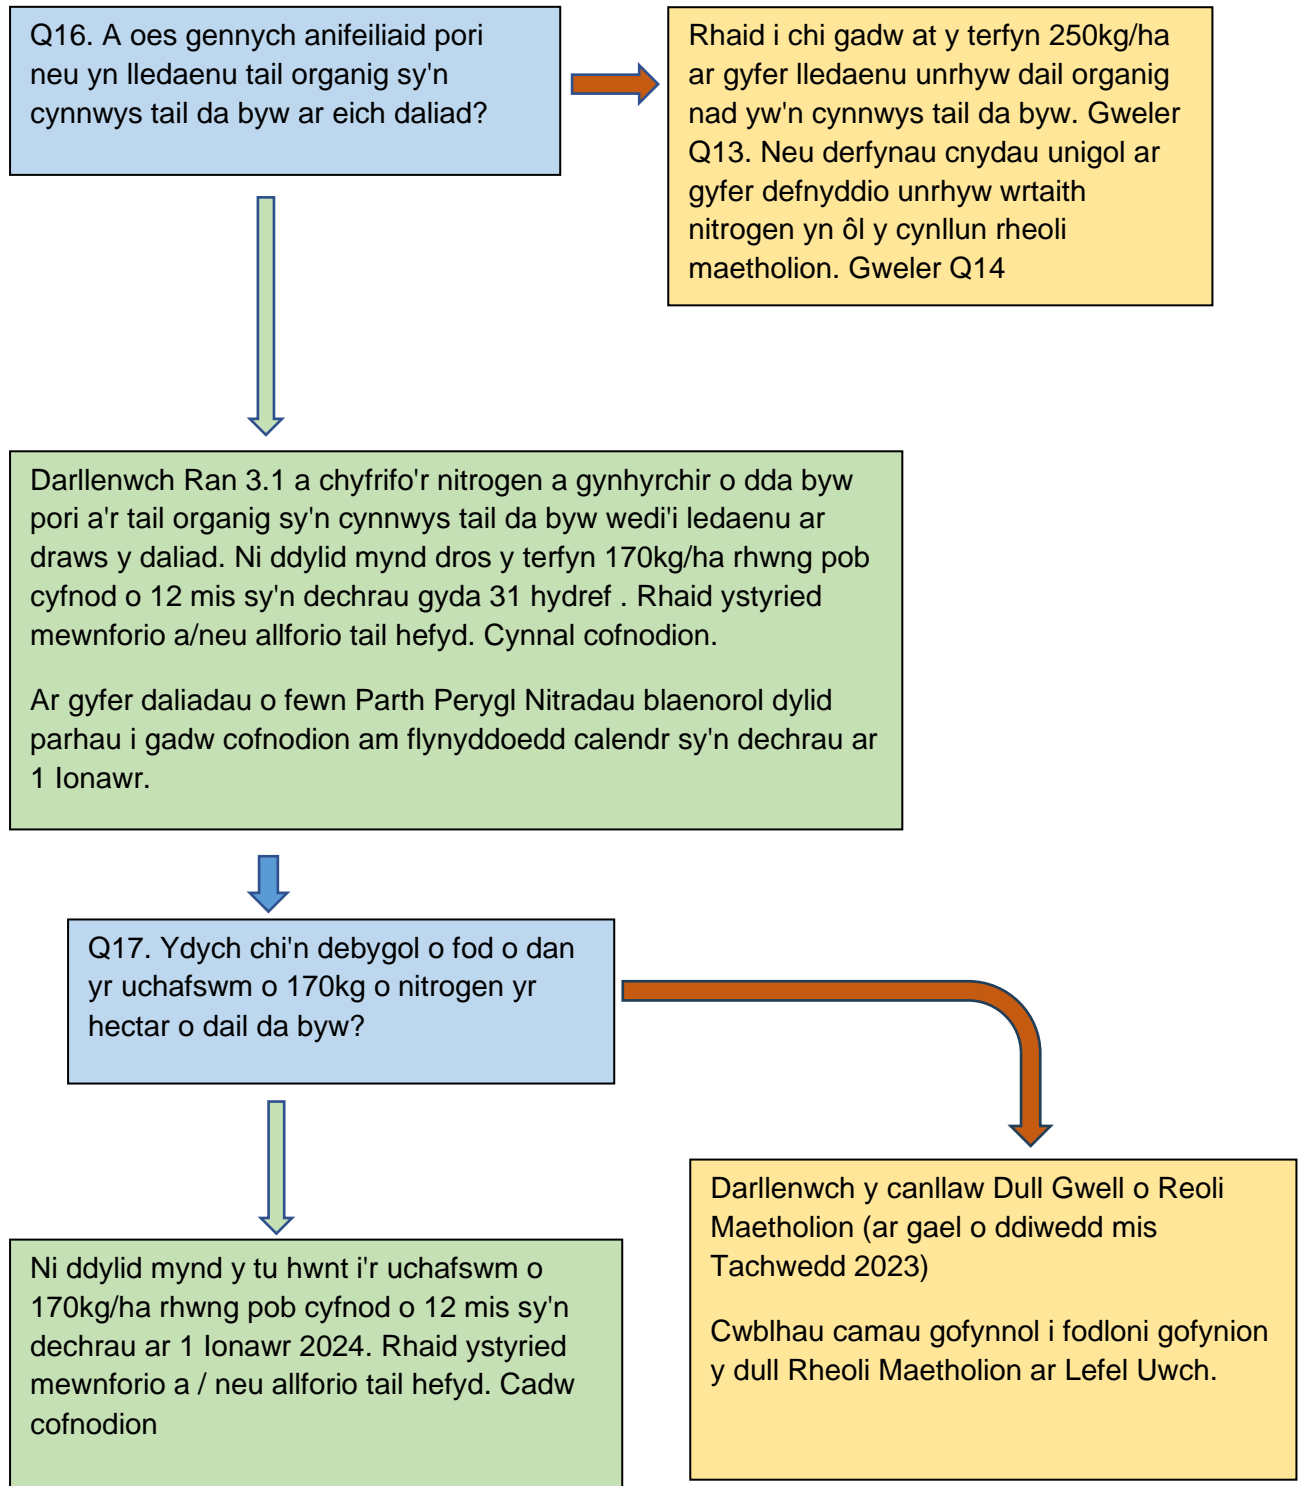 Q16. A oes gennych anifeiliaid pori
neu yn lledaenu tail organig sy'n
cynnwys tail da byw ar eich daliad?
Rhaid i chi gadw at y terfyn 250kg/ha
ar gyfer lledaenu unrhyw dail organig
nad yw'n cynnwys tail da byw. Gweler
Q13. Neu derfynau cnydau unigol ar
gyfer defnyddio unrhyw wrtaith
nitrogen yn ôl y cynllun rheoli
maetholion. Gweler Q14
Darllenwch Ran 3.1 a chyfrifo'r nitrogen a gynhyrchir o dda byw
pori a'r tail organig sy'n cynnwys tail da byw wedi'i ledaenu ar
draws y daliad. Ni ddylid mynd dros y terfyn 170kg/ha rhwng pob
cyfnod o 12 mis sy'n dechrau gyda 31 hydref . Rhaid ystyried
mewnforio a/neu allforio tail hefyd. Cynnal cofnodion.
Ar gyfer daliadau o fewn Parth Perygl Nitradau blaenorol dylid
parhau i gadw cofnodion am flynyddoedd calendr sy'n dechrau ar
1 Ionawr.
Q17. Ydych chi'n debygol o fod o dan
yr uchafswm o 170kg o nitrogen yr
hectar o dail da byw?
Ni ddylid mynd y tu hwnt i'r uchafswm o
170kg/ha rhwng pob cyfnod o 12 mis sy'n
dechrau ar 1 Ionawr 2024. Rhaid ystyried
mewnforio a / neu allforio tail hefyd. Cadw
cofnodion
Darllenwch y canllaw Dull Gwell o Reoli
Maetholion (ar gael o ddiwedd mis
Tachwedd 2023)
Cwblhau camau gofynnol i fodloni gofynion
y dull Rheoli Maetholion ar Lefel Uwch.